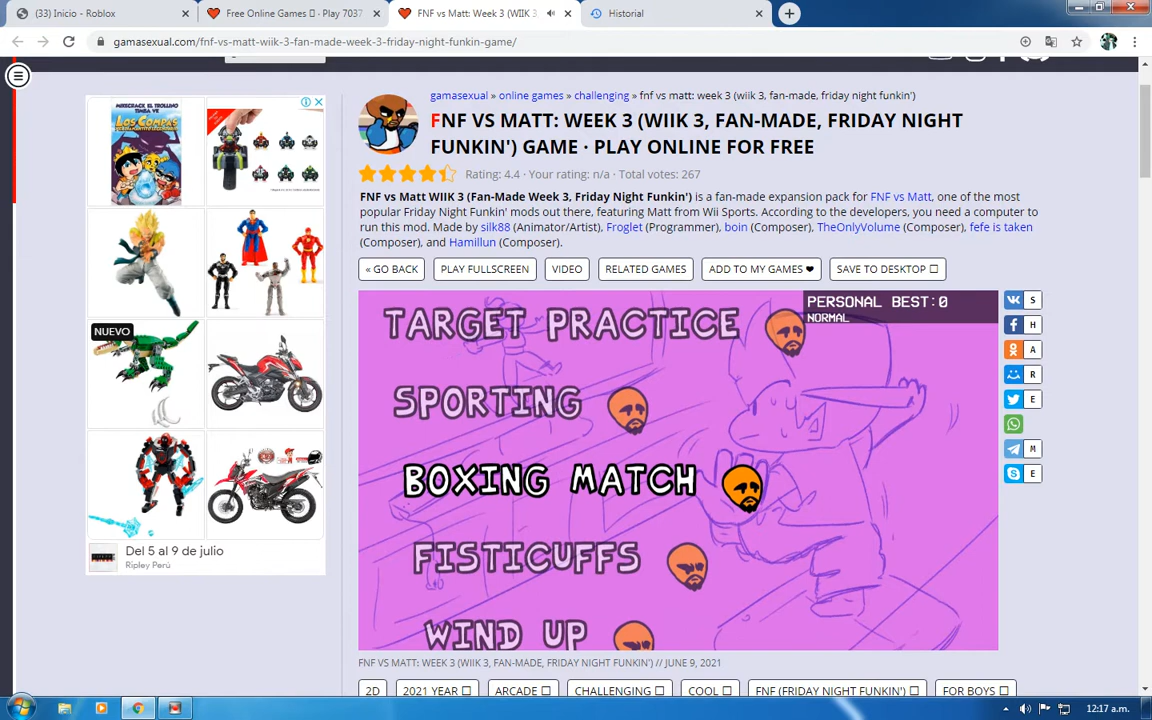 (33) Inicio - Roblox
Free Online Games · Play 7037
FNF vs Matt: Week 3 (WIIK 3,
Historial
gamasexual.com/fnf-vs-matt-wiik-3-fan-made-week-3-friday-night-funkin-game/
MINECRAFT: EL TROLLINO
TIMBA VK
LOS COMPAS
NUEVO
Del 5 al 9 de julio
Ripley Perú
gamasexual » online games » challenging » fnf vs matt: week 3 (wiik 3, fan-made, friday night funkin')
FNF VS MATT: WEEK 3 (WIIK 3, FAN-MADE, FRIDAY NIGHT
FUNKIN') GAME · PLAY ONLINE FOR FREE
Rating: 4.4 · Your rating: n/a · Total votes: 267
FNF vs Matt WIIK 3 (Fan-Made Week 3, Friday Night Funkin') is a fan-made expansion pack for FNF vs Matt, one of the most
popular Friday Night Funkin' mods out there, featuring Matt from Wii Sports. According to the developers, you need a computer to
run this mod. Made by silk88 (Animator/Artist), Froglet (Programmer), boin (Composer), TheOnlyVolume (Composer), fefe is taken
(Composer), and Hamillun (Composer).
« GO BACK
PLAY FULLSCREEN
VIDEO
RELATED GAMES
ADD TO MY GAMES ❤
SAVE TO DESKTOP
PERSONAL BEST:0
NORMAL
TARGET PRACTICE
SPORTING
BOXING MATCH
FISTICUFFS
WIND UP
S
H
A
R
E
M
E
FNF VS MATT: WEEK 3 (WIIK 3, FAN-MADE, FRIDAY NIGHT FUNKIN') // JUNE 9, 2021
2D
2021 YEAR
ARCADE
CHALLENGING
COOL
FNF (FRIDAY NIGHT FUNKIN')
FOR BOYS
12:17 a.m.